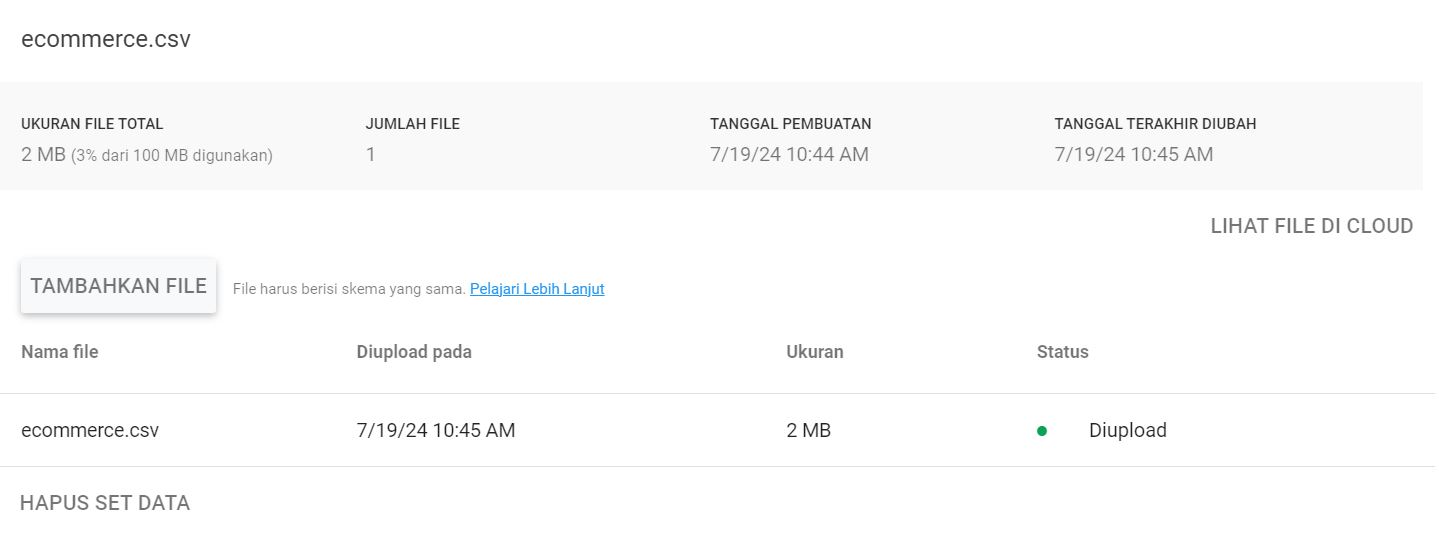 ecommerce.csv
UKURAN FILE TOTAL JUMLAH FILE TANGGAL PEMBUATAN TANGGAL TERAKHIR DIUBAH
2 MB (3% dari 100 MB digunakan) 1 7/19/24 10:44 AM 7/19/24 10:45 AM
LIHAT FILE DI CLOUD
TAMBAHKAN FILE File harus berisi skema yang sama. Pelajari Lebih Lanjut
Nama file Diupload pada Ukuran Status
ecommerce.csv 7/19/24 10:45 AM 2 MB Diupload
HAPUS SET DATA